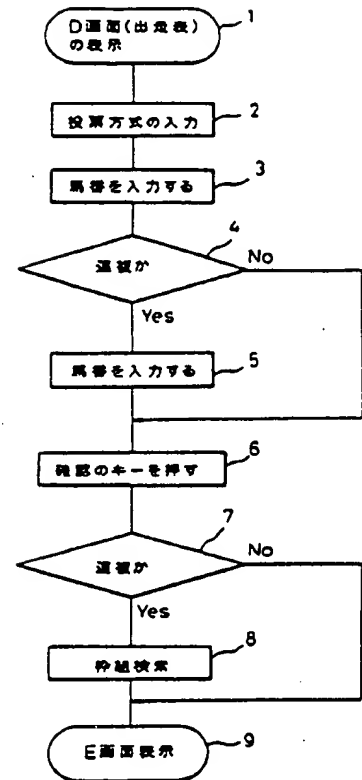 D画面(出走表)
の表示
1
投票方式の入力
2
馬番を入力する
3
連複か
4
No
Yes
馬番を入力する
5
確認のキーを押す
6
連複か
7
No
Yes
枠組検索
8
E画面表示
9